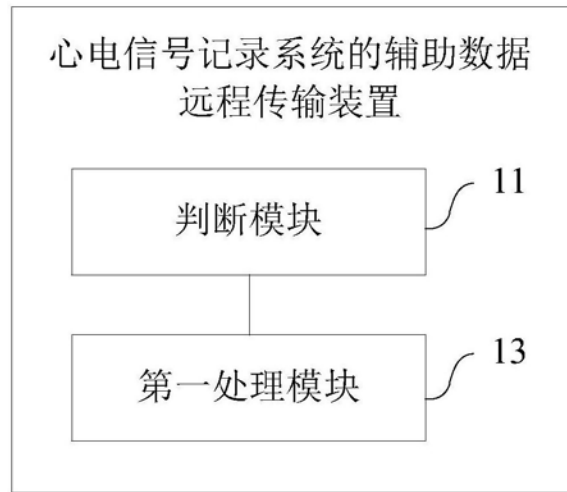 心电信号记录系统的辅助数据
远程传输装置
判断模块
11
第一处理模块
13